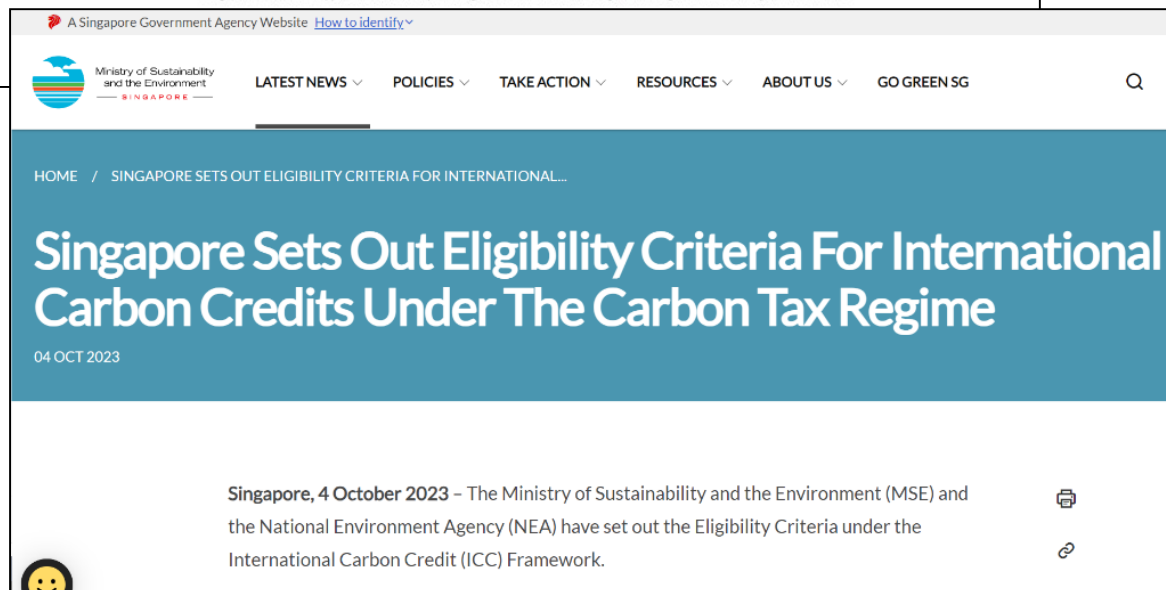 A Singapore Government Agency Website How to identify
Ministry of Sustainability
and the Environment
SINGAPORE
LATEST NEWS
POLICIES
TAKE ACTION
RESOURCES
ABOUT US
GO GREEN SG
HOME / SINGAPORE SETS OUT ELIGIBILITY CRITERIA FOR INTERNATIONAL...
Singapore Sets Out Eligibility Criteria For International
Carbon Credits Under The Carbon Tax Regime
04 OCT 2023
Singapore, 4 October 2023 – The Ministry of Sustainability and the Environment (MSE) and
the National Environment Agency (NEA) have set out the Eligibility Criteria under the
International Carbon Credit (ICC) Framework.